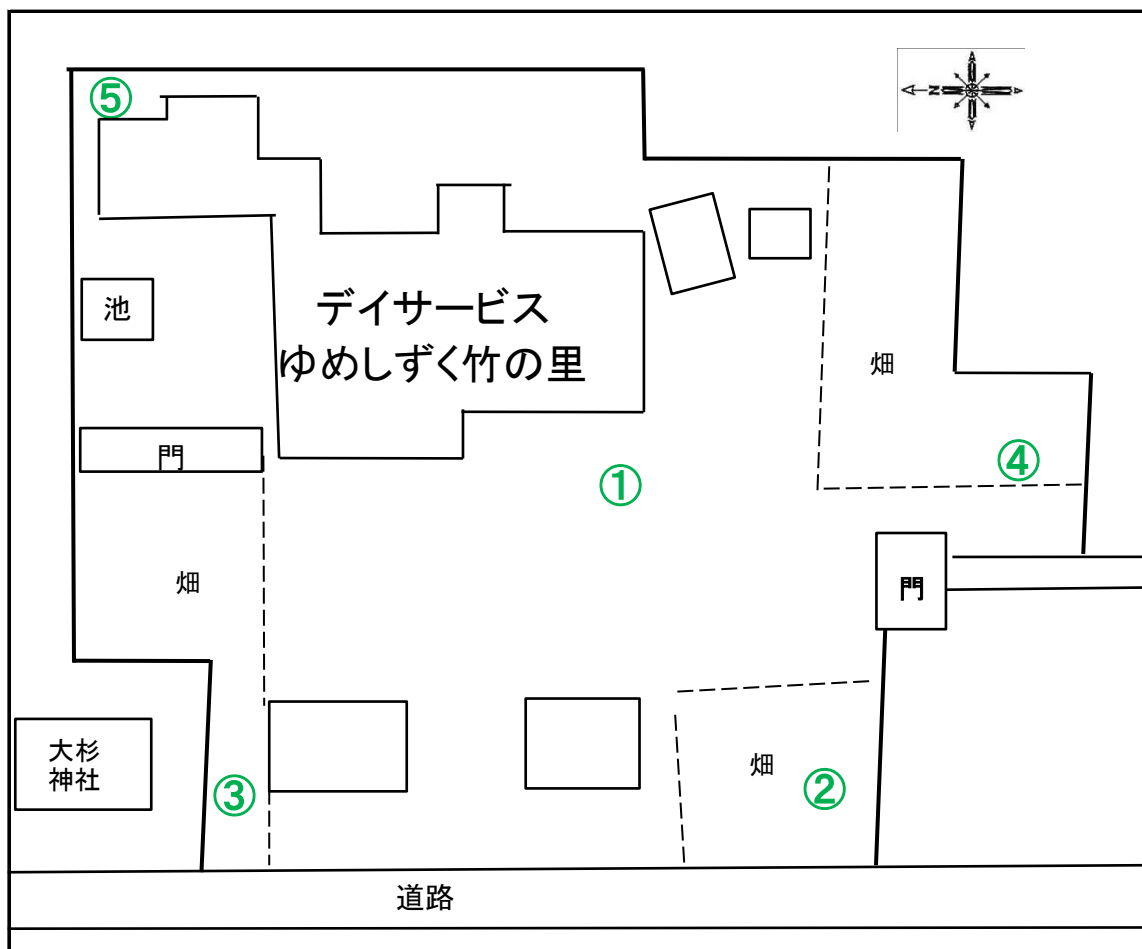 ⑤
N
池
デイサービス
ゆめしずく竹の里
畑
門
④
①
畑
門
大杉
神社
③
畑
②
道路